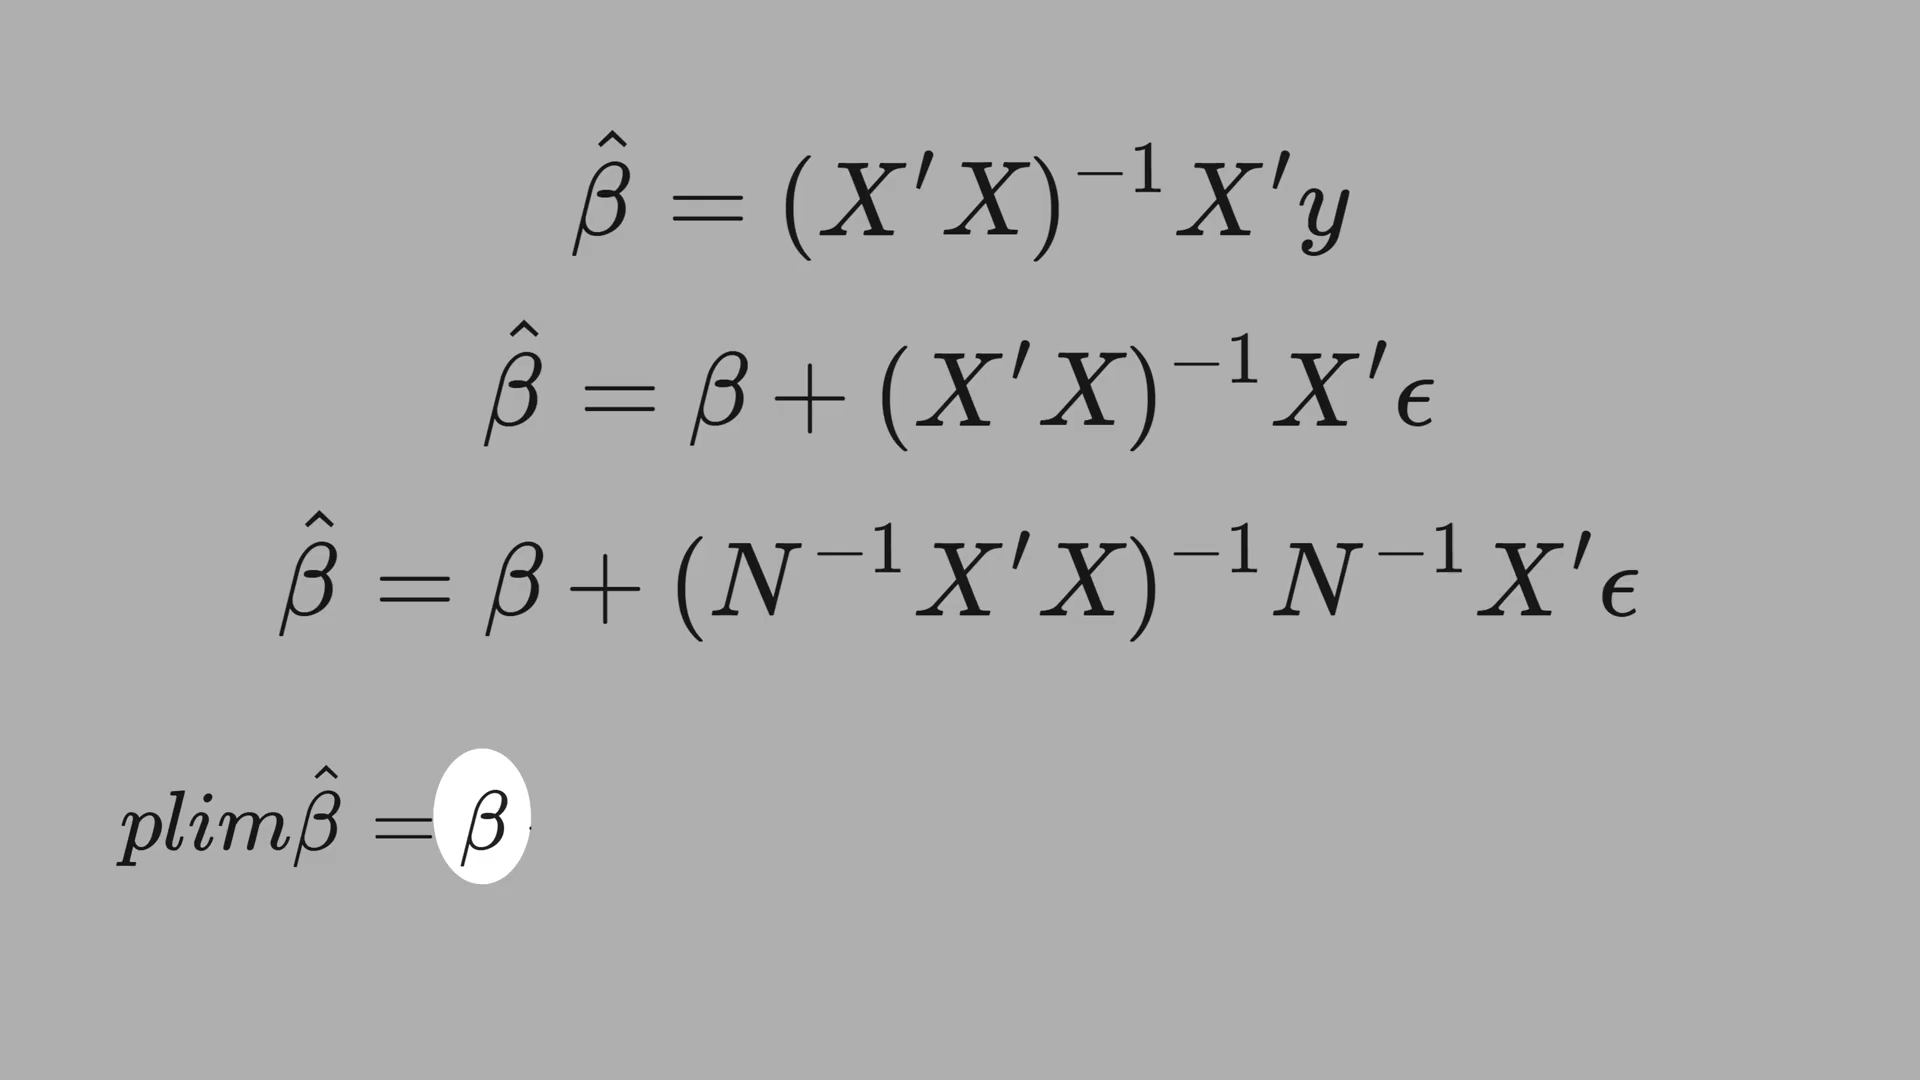 β̂ = (X′X)⁻¹X′y
β̂ = β + (X′X)⁻¹X′ϵ
β̂ = β + (N⁻¹X′X)⁻¹N⁻¹X′ϵ
plimβ̂ = β